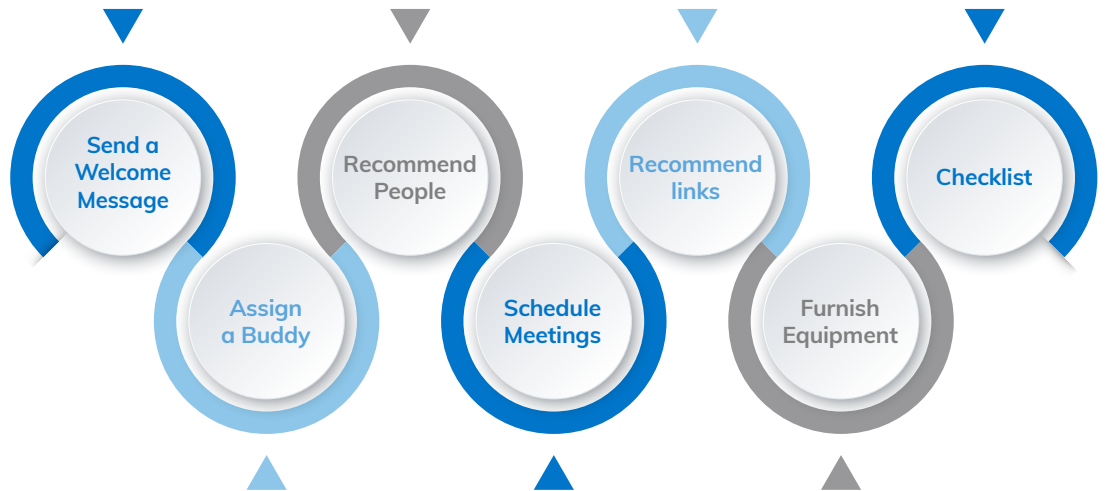 Send a
Welcome
Message
Assign
a Buddy
Recommend
People
Schedule
Meetings
Recommend
links
Furnish
Equipment
Checklist